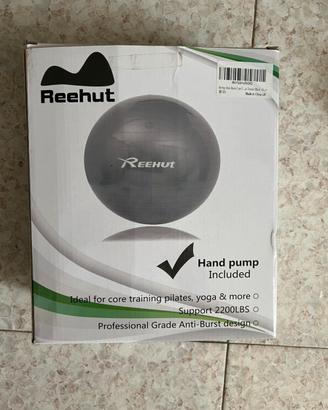 Reehut
REEHUT
Hand pump
Included
Ideal for core training pilates, yoga & more
Support 2200LBS
Professional Grade Anti-Burst design